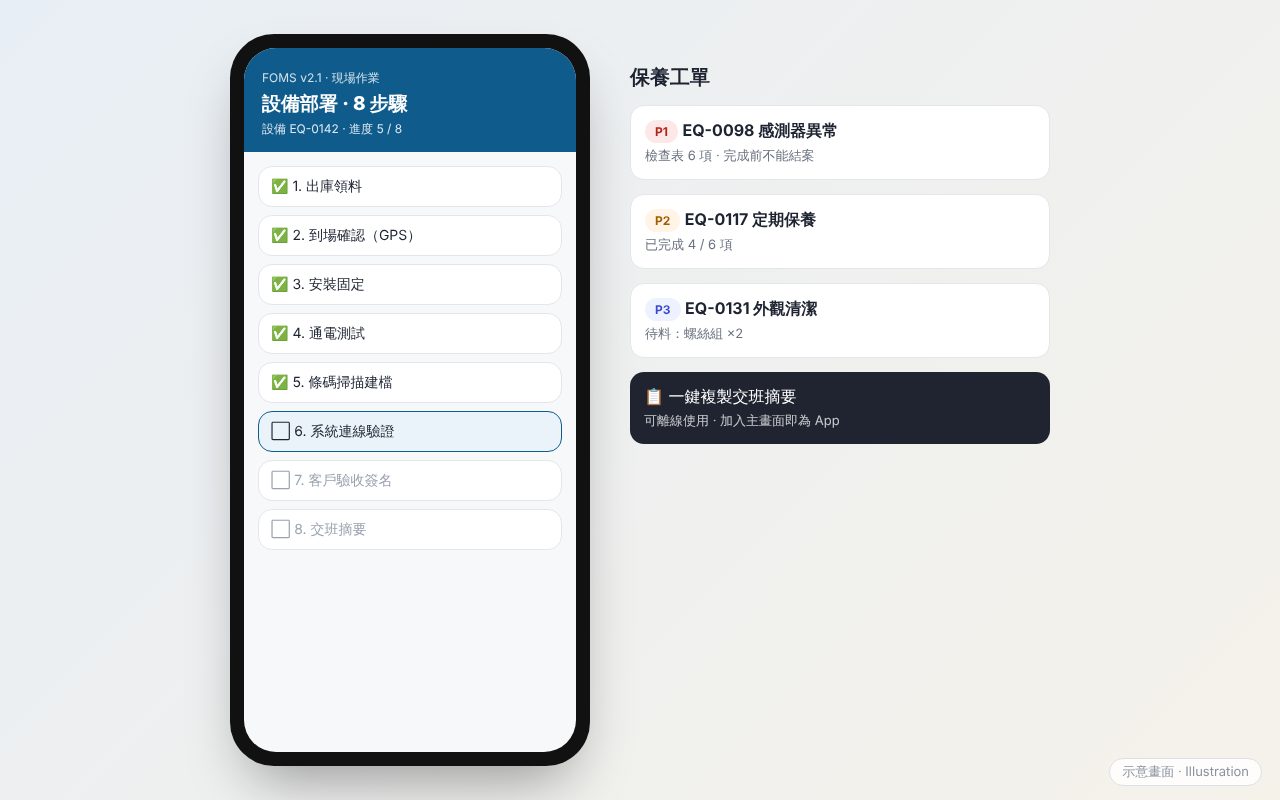 FOMS v2.1 · 現場作業
設備部署 · 8 步驟
設備 EQ-0142 · 進度 5 / 8
✅ 1. 出庫領料
✅ 2. 到場確認（GPS）
✅ 3. 安裝固定
✅ 4. 通電測試
✅ 5. 條碼掃描建檔
6. 系統連線驗證
7. 客戶驗收簽名
8. 交班摘要
保養工單
P1 EQ-0098 感測器異常
檢查表 6 項 · 完成前不能結案
P2 EQ-0117 定期保養
已完成 4 / 6 項
P3 EQ-0131 外觀清潔
待料：螺絲組 ×2
📋 一鍵複製交班摘要
可離線使用 · 加入主畫面即為 App
示意畫面 · Illustration